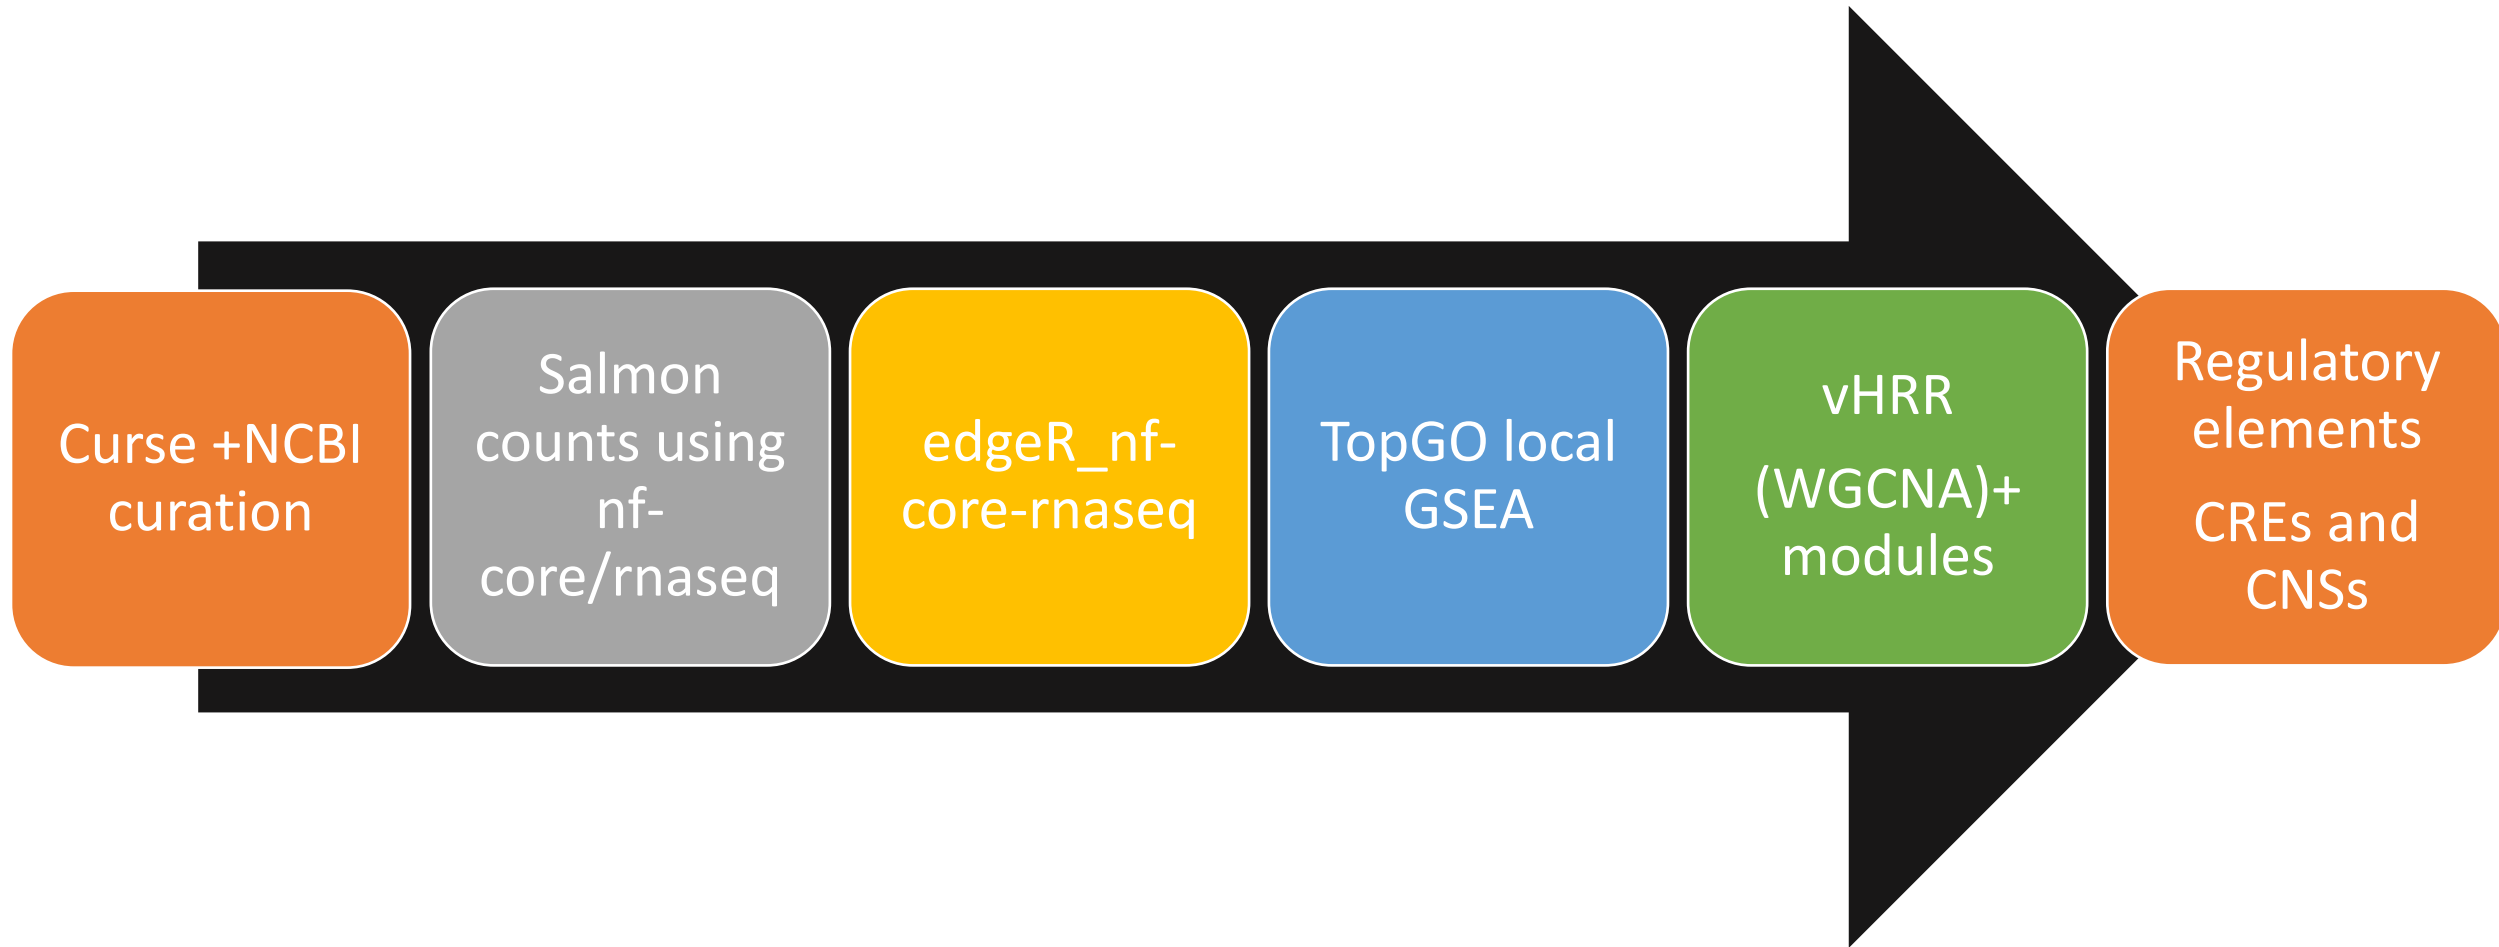 Curse+NCBI
curation
Salmon
counts using
nf-
core/rnaseq
edgeR_nf-
core-rnaseq
TopGO local
GSEA
vHRR
(WGCNA)+
modules
Regulatory
elements
CREs and
CNSs